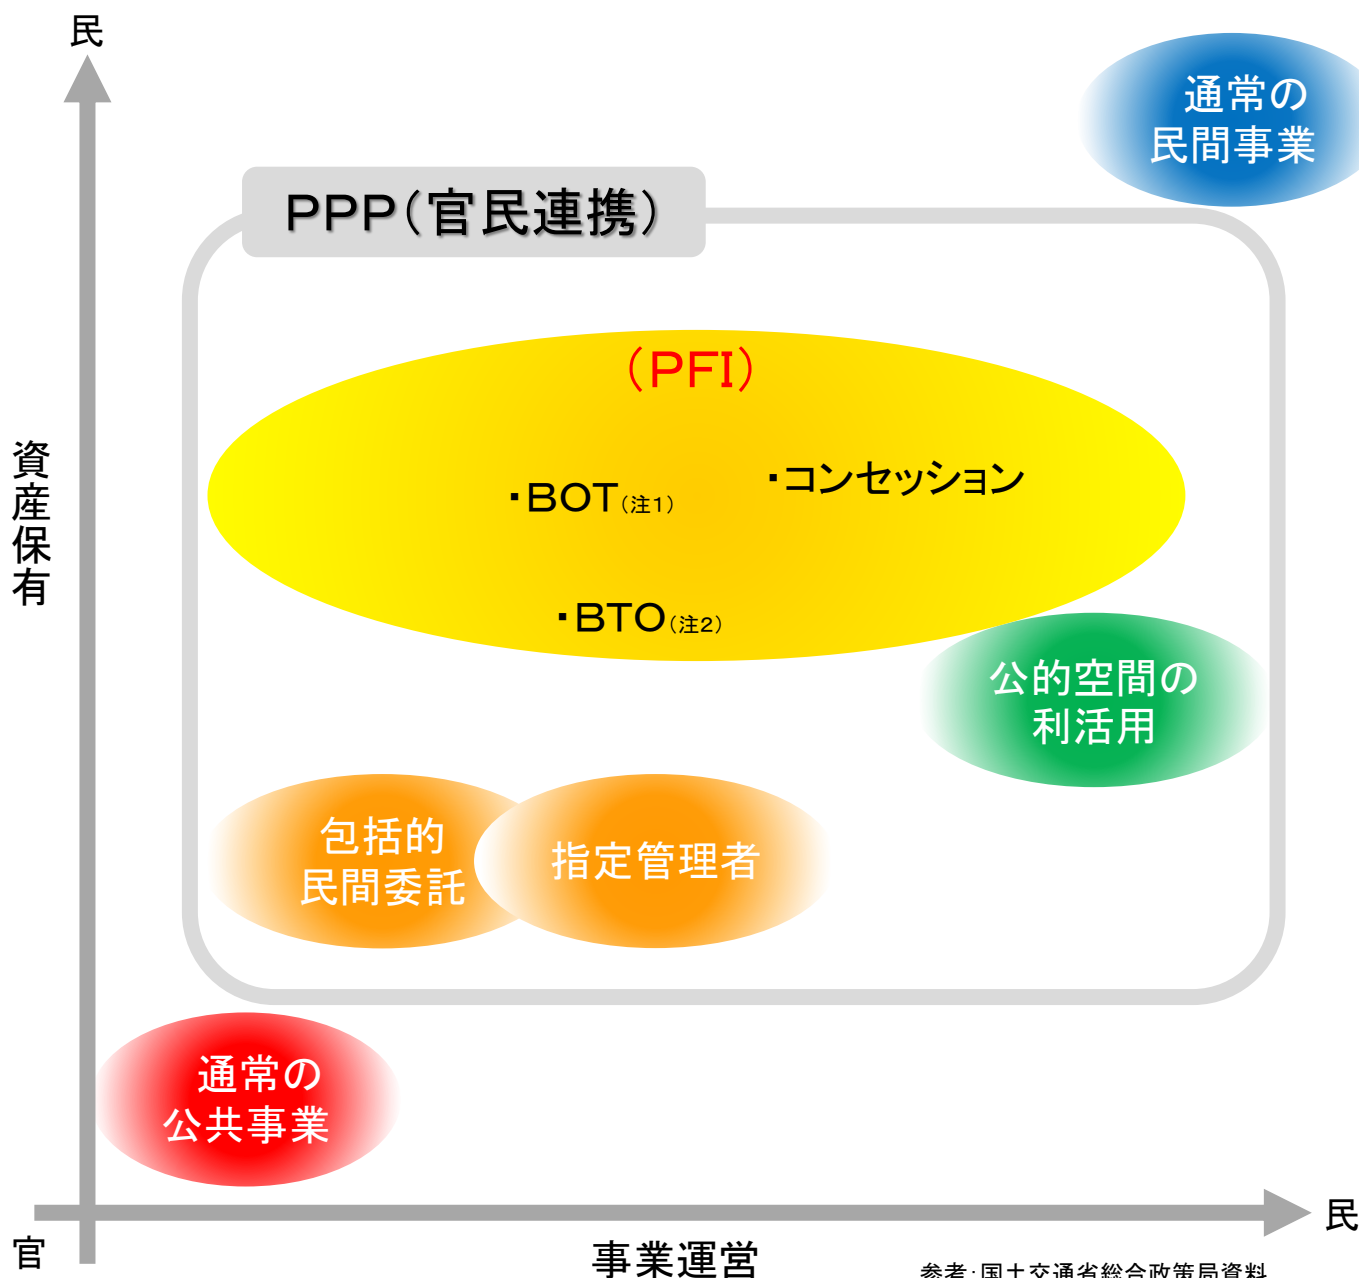 民
通常の
民間事業
PPP(官民連携)
(PFI)
・コンセッション
・BOT(注1)
資産保有
・BTO(注2)
公的空間の
利活用
包括的
民間委託
指定管理者
通常の
公共事業
民
官
事業運営
参考:国土交通省総合政策局資料